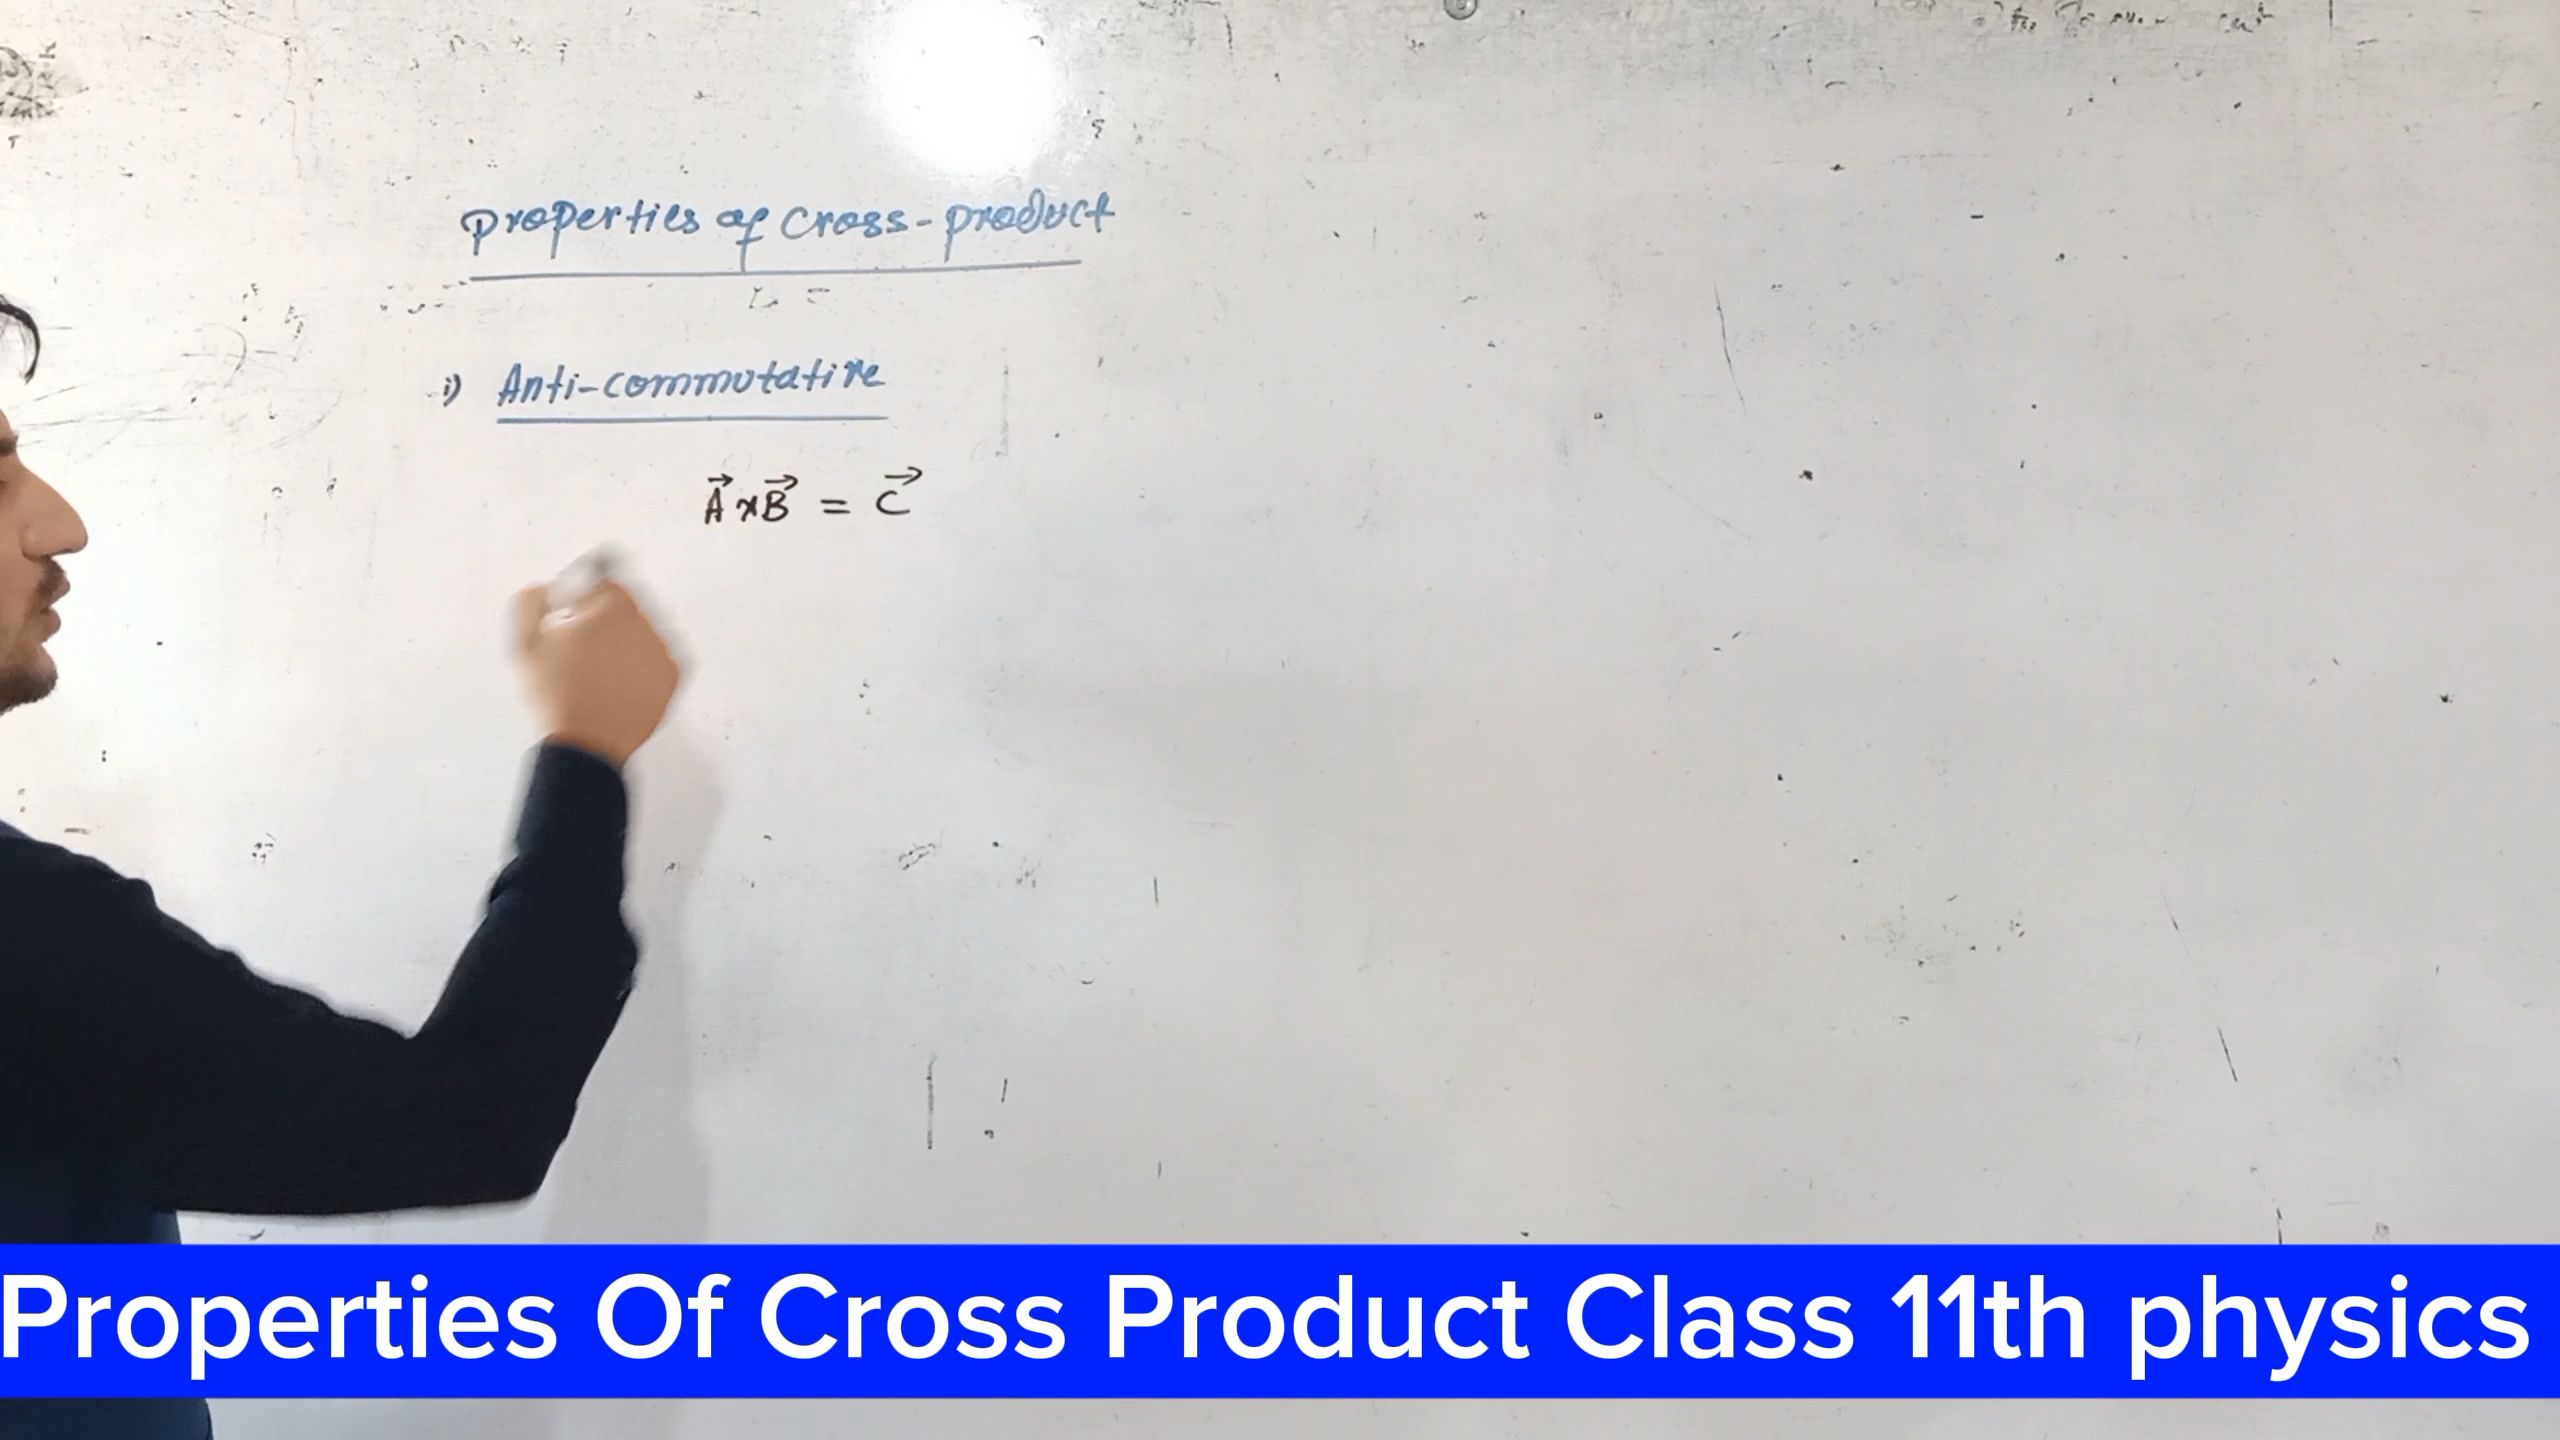 Properties of Cross-product
i) Anti-commutative
A⃗ × B⃗ = C⃗
Properties Of Cross Product Class 11th physics